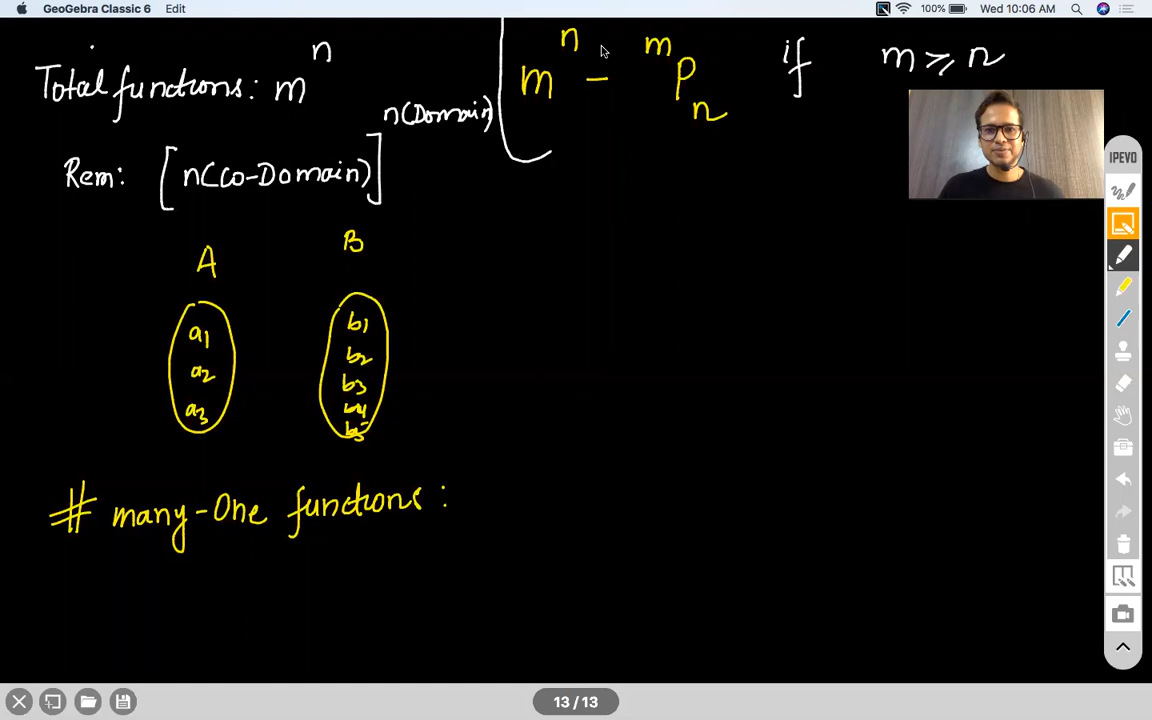 GeoGebra Classic 6 Edit 100% Wed 10:06 AM
Total functions: m^n
m^n - ^mP_n if m ⩾ n
Rem: [n(Co-Domain)]^n(Domain)
IPEVO
A B
a1 b1
a2 b2
a3 b3
b4
b5
# many-One functions:
13 / 13